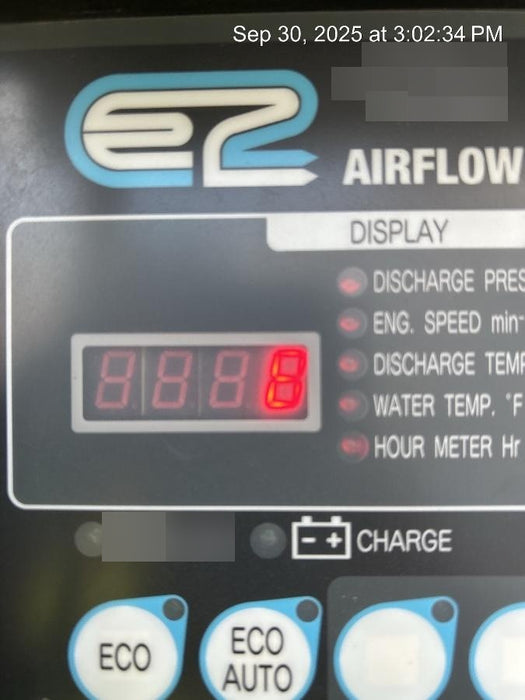 Sep 30, 2025 at 3:02:34 PM
e2
AIRFLOW
DISPLAY
DISCHARGE PRES
ENG. SPEED min-
DISCHARGE TEMP
WATER TEMP. °F
HOUR METER Hr
- + CHARGE
ECO
ECO
AUTO